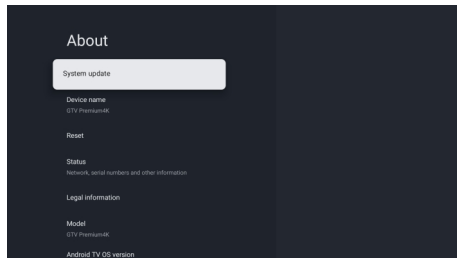 About
System update
Device name
GTV Premium4K
Reset
Status
Network, serial numbers and other information
Legal information
Model
GTV Premium4K
Android TV OS version